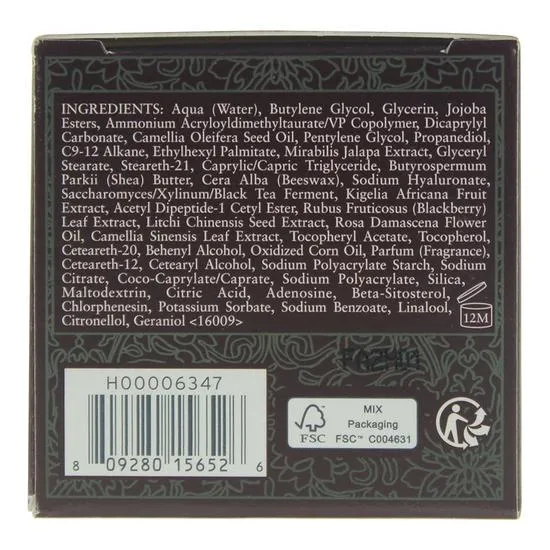 INGREDIENTS: Aqua (Water), Butylene Glycol, Glycerin, Jojoba
Esters, Ammonium Acryloyldimethyltaurate/VP Copolymer, Dicaprylyl
Carbonate, Camellia Oleifera Seed Oil, Pentylene Glycol, Propanediol,
C9-12 Alkane, Ethylhexyl Palmitate, Mirabilis Jalapa Extract, Glyceryl
Stearate, Steareth-21, Caprylic/Capric Triglyceride, Butyrospermum
Parkii (Shea) Butter, Cera Alba (Beeswax), Sodium Hyaluronate,
Saccharomyces/Xylinum/Black Tea Ferment, Kigelia Africana Fruit
Extract, Acetyl Dipeptide-1 Cetyl Ester, Rubus Fruticosus (Blackberry)
Leaf Extract, Litchi Chinensis Seed Extract, Rosa Damascena Flower
Oil, Camellia Sinensis Leaf Extract, Tocopheryl Acetate, Tocopherol,
Ceteareth-20, Behenyl Alcohol, Oxidized Corn Oil, Parfum (Fragrance),
Ceteareth-12, Cetearyl Alcohol, Sodium Polyacrylate Starch, Sodium
Citrate, Coco-Caprylate/Caprate, Sodium Polyacrylate, Silica,
Maltodextrin, Citric Acid, Adenosine, Beta-Sitosterol,
Chlorphenesin, Potassium Sorbate, Sodium Benzoate, Linalool,
Citronellol, Geraniol <16009>
12M
H00006347
8 09280 15652 6
FSC
MIX
Packaging
FSC™ C004631